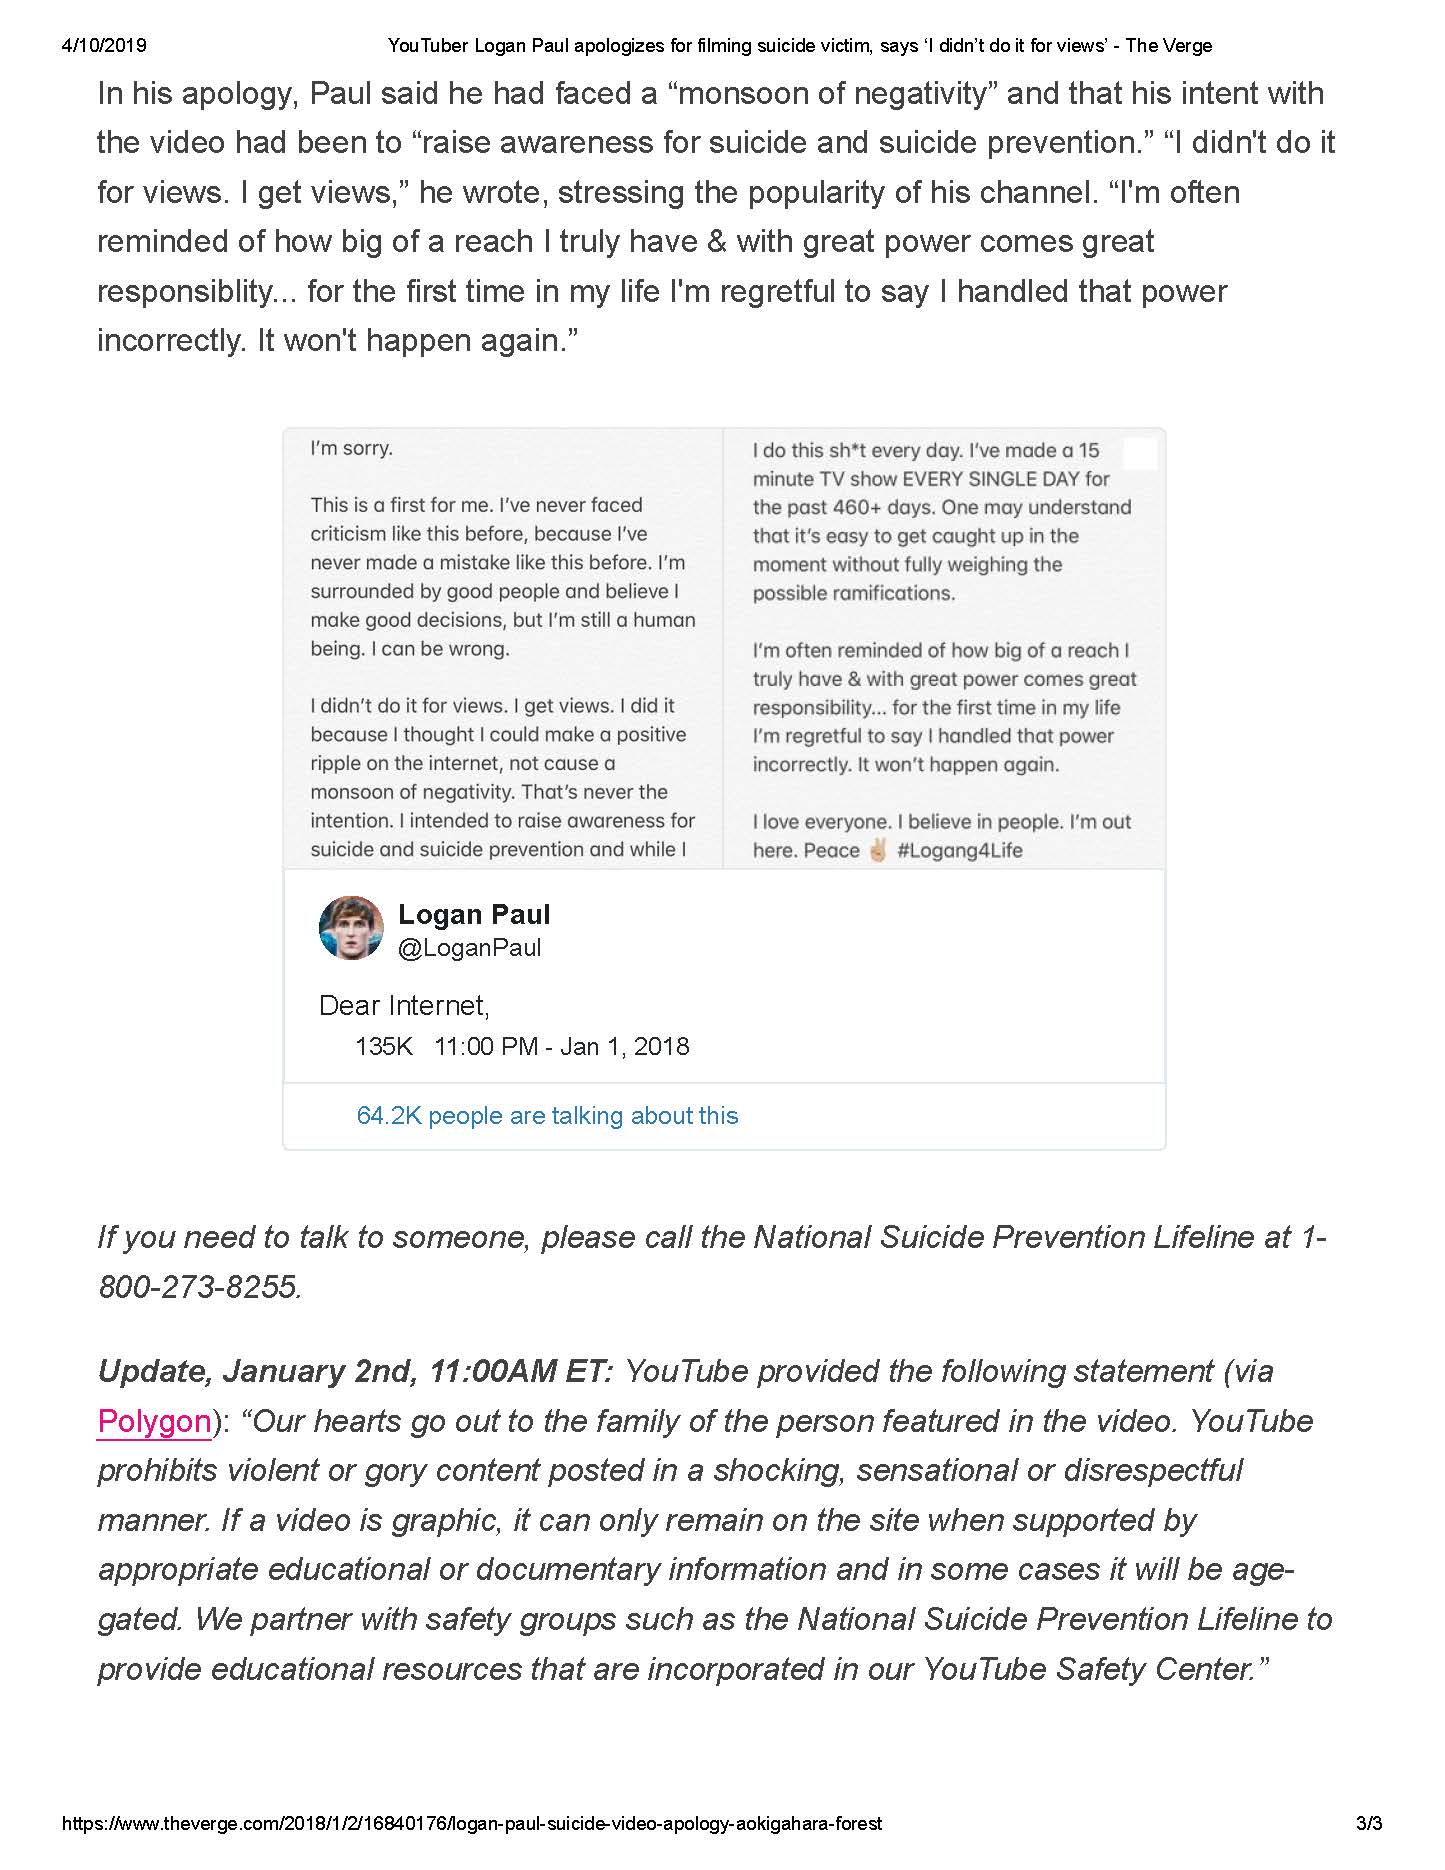 4/10/2019 YouTuber Logan Paul apologizes for filming suicide victim, says ‘I didn’t do it for views’ - The Verge
In his apology, Paul said he had faced a “monsoon of negativity” and that his intent with
the video had been to “raise awareness for suicide and suicide prevention.” “I didn't do it
for views. I get views,” he wrote, stressing the popularity of his channel. “I'm often
reminded of how big of a reach I truly have & with great power comes great
responsiblity... for the first time in my life I'm regretful to say I handled that power
incorrectly. It won't happen again.”
I’m sorry.
This is a first for me. I’ve never faced
criticism like this before, because I’ve
never made a mistake like this before. I’m
surrounded by good people and believe I
make good decisions, but I’m still a human
being. I can be wrong.
I didn’t do it for views. I get views. I did it
because I thought I could make a positive
ripple on the internet, not cause a
monsoon of negativity. That’s never the
intention. I intended to raise awareness for
suicide and suicide prevention and while I
I do this sh*t every day. I’ve made a 15
minute TV show EVERY SINGLE DAY for
the past 460+ days. One may understand
that it’s easy to get caught up in the
moment without fully weighing the
possible ramifications.
I’m often reminded of how big of a reach I
truly have & with great power comes great
responsibility... for the first time in my life
I’m regretful to say I handled that power
incorrectly. It won’t happen again.
I love everyone. I believe in people. I’m out
here. Peace ✌🏼 #Logang4Life
Logan Paul
@LoganPaul
Dear Internet,
135K 11:00 PM - Jan 1, 2018
64.2K people are talking about this
If you need to talk to someone, please call the National Suicide Prevention Lifeline at 1-
800-273-8255.
Update, January 2nd, 11:00AM ET: YouTube provided the following statement (via
Polygon): “Our hearts go out to the family of the person featured in the video. YouTube
prohibits violent or gory content posted in a shocking, sensational or disrespectful
manner. If a video is graphic, it can only remain on the site when supported by
appropriate educational or documentary information and in some cases it will be age-
gated. We partner with safety groups such as the National Suicide Prevention Lifeline to
provide educational resources that are incorporated in our YouTube Safety Center.”
https://www.theverge.com/2018/1/2/16840176/logan-paul-suicide-video-apology-aokigahara-forest 3/3